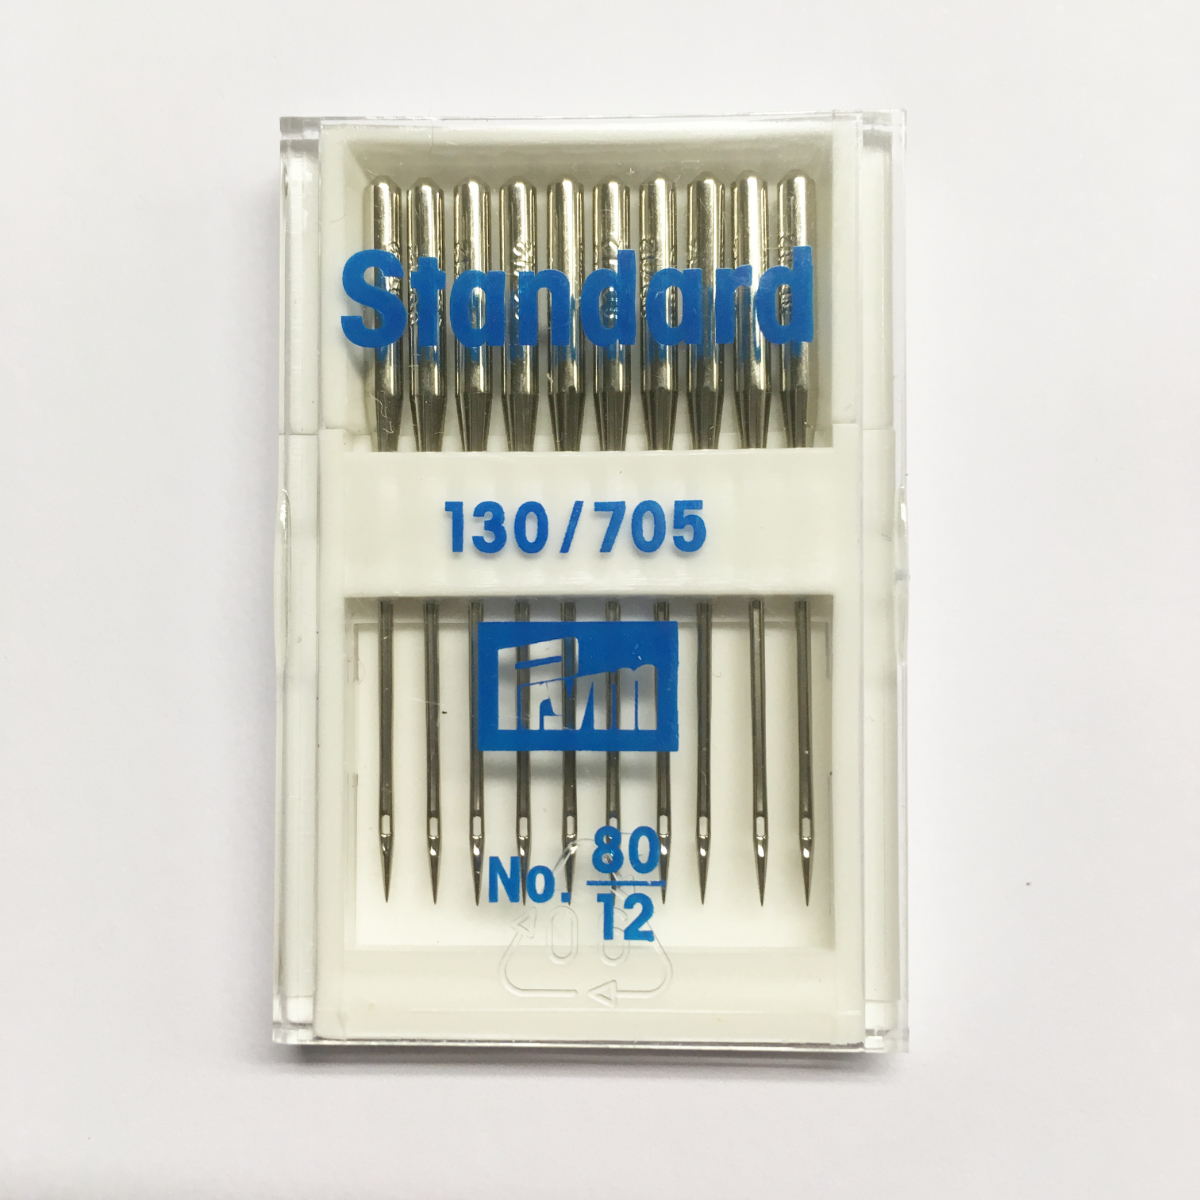 Standard
130/705
Prym
No. 80/12